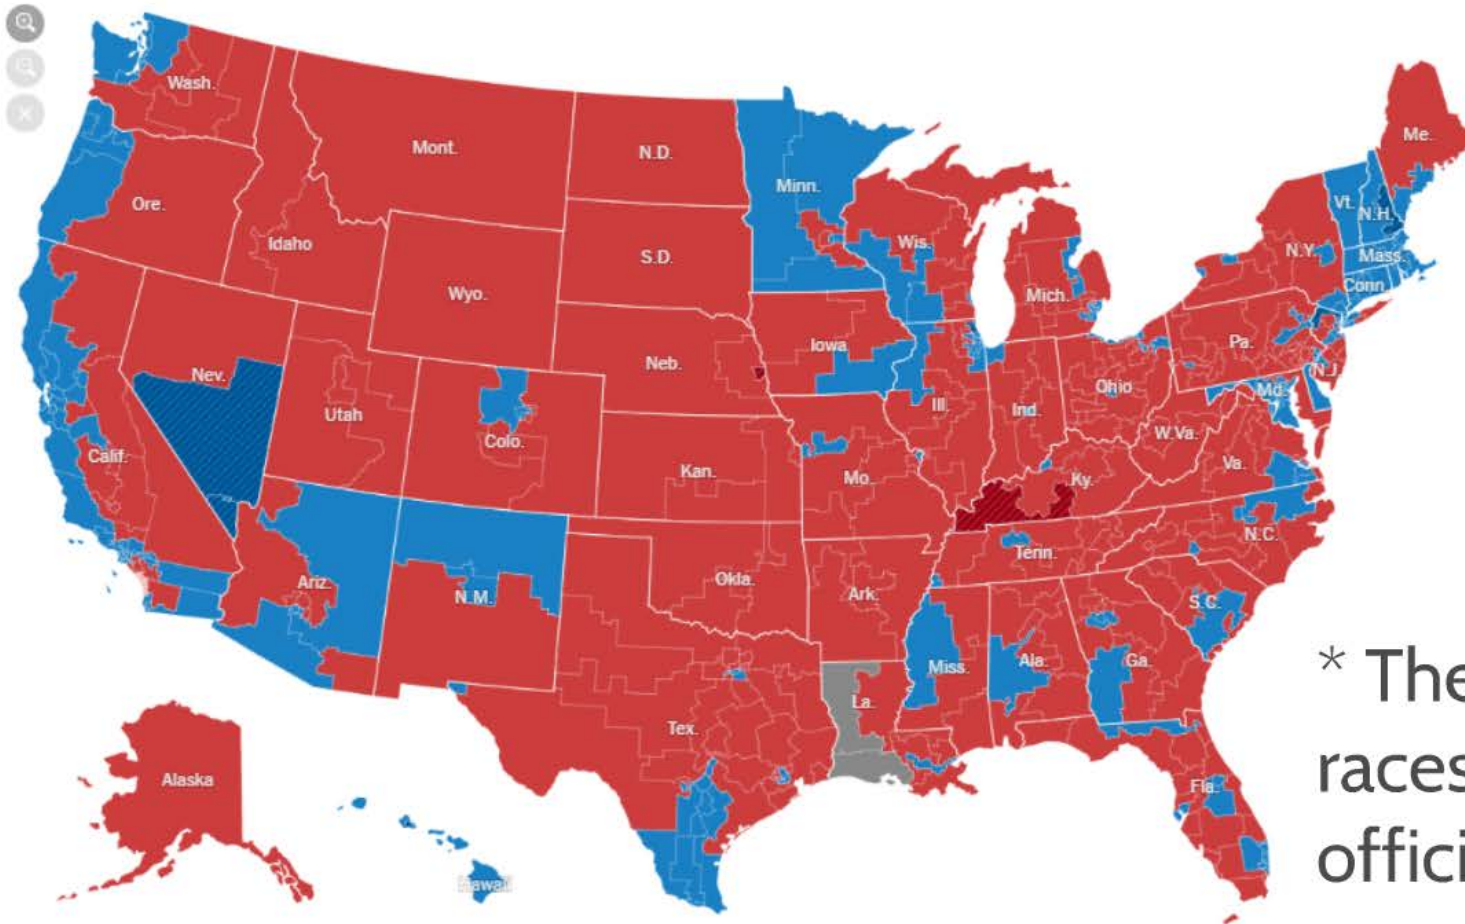 Wash.
Me.
Mont.
N.D.
Minn.
Ore.
Vt.
N.H.
Idaho
Wis.
N.Y.
Mass.
S.D.
Conn
Wyo.
Mich.
Iowa
Pa.
Neb.
Nev.
N.J.
Ohio
Md.
Utah
Ill.
Ind.
Colo.
W.Va.
Calif.
Va.
Kan.
Mo.
Ky.
N.C.
Tenn.
Ariz.
Okla.
N.M.
Ark.
S.C.
Miss.
Ala.
Ga.
* The
La.
Tex.
races
Alaska
Fla.
offici
Hawaii